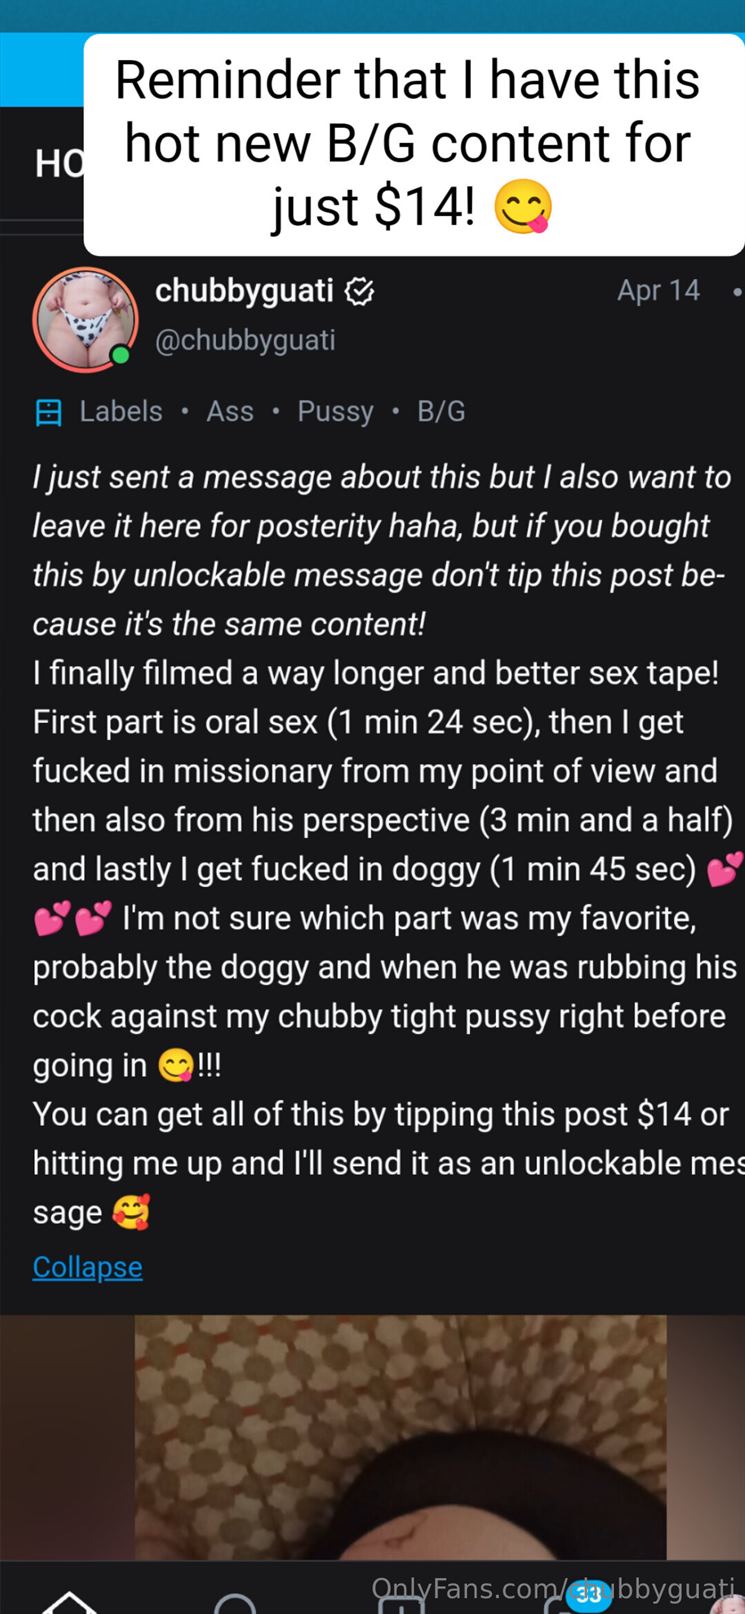 Reminder that I have this
hot new B/G content for
just $14! 😋
HO
chubbyguati
Apr 14 •
@chubbyguati
Labels • Ass • Pussy • B/G
I just sent a message about this but I also want to
leave it here for posterity haha, but if you bought
this by unlockable message don't tip this post be-
cause it's the same content!
I finally filmed a way longer and better sex tape!
First part is oral sex (1 min 24 sec), then I get
fucked in missionary from my point of view and
then also from his perspective (3 min and a half)
and lastly I get fucked in doggy (1 min 45 sec) 💕
💕💕 I'm not sure which part was my favorite,
probably the doggy and when he was rubbing his
cock against my chubby tight pussy right before
going in 😋!!!
You can get all of this by tipping this post $14 or
hitting me up and I'll send it as an unlockable mes
sage 🥰
Collapse
OnlyFans.com/chubbyguati
33